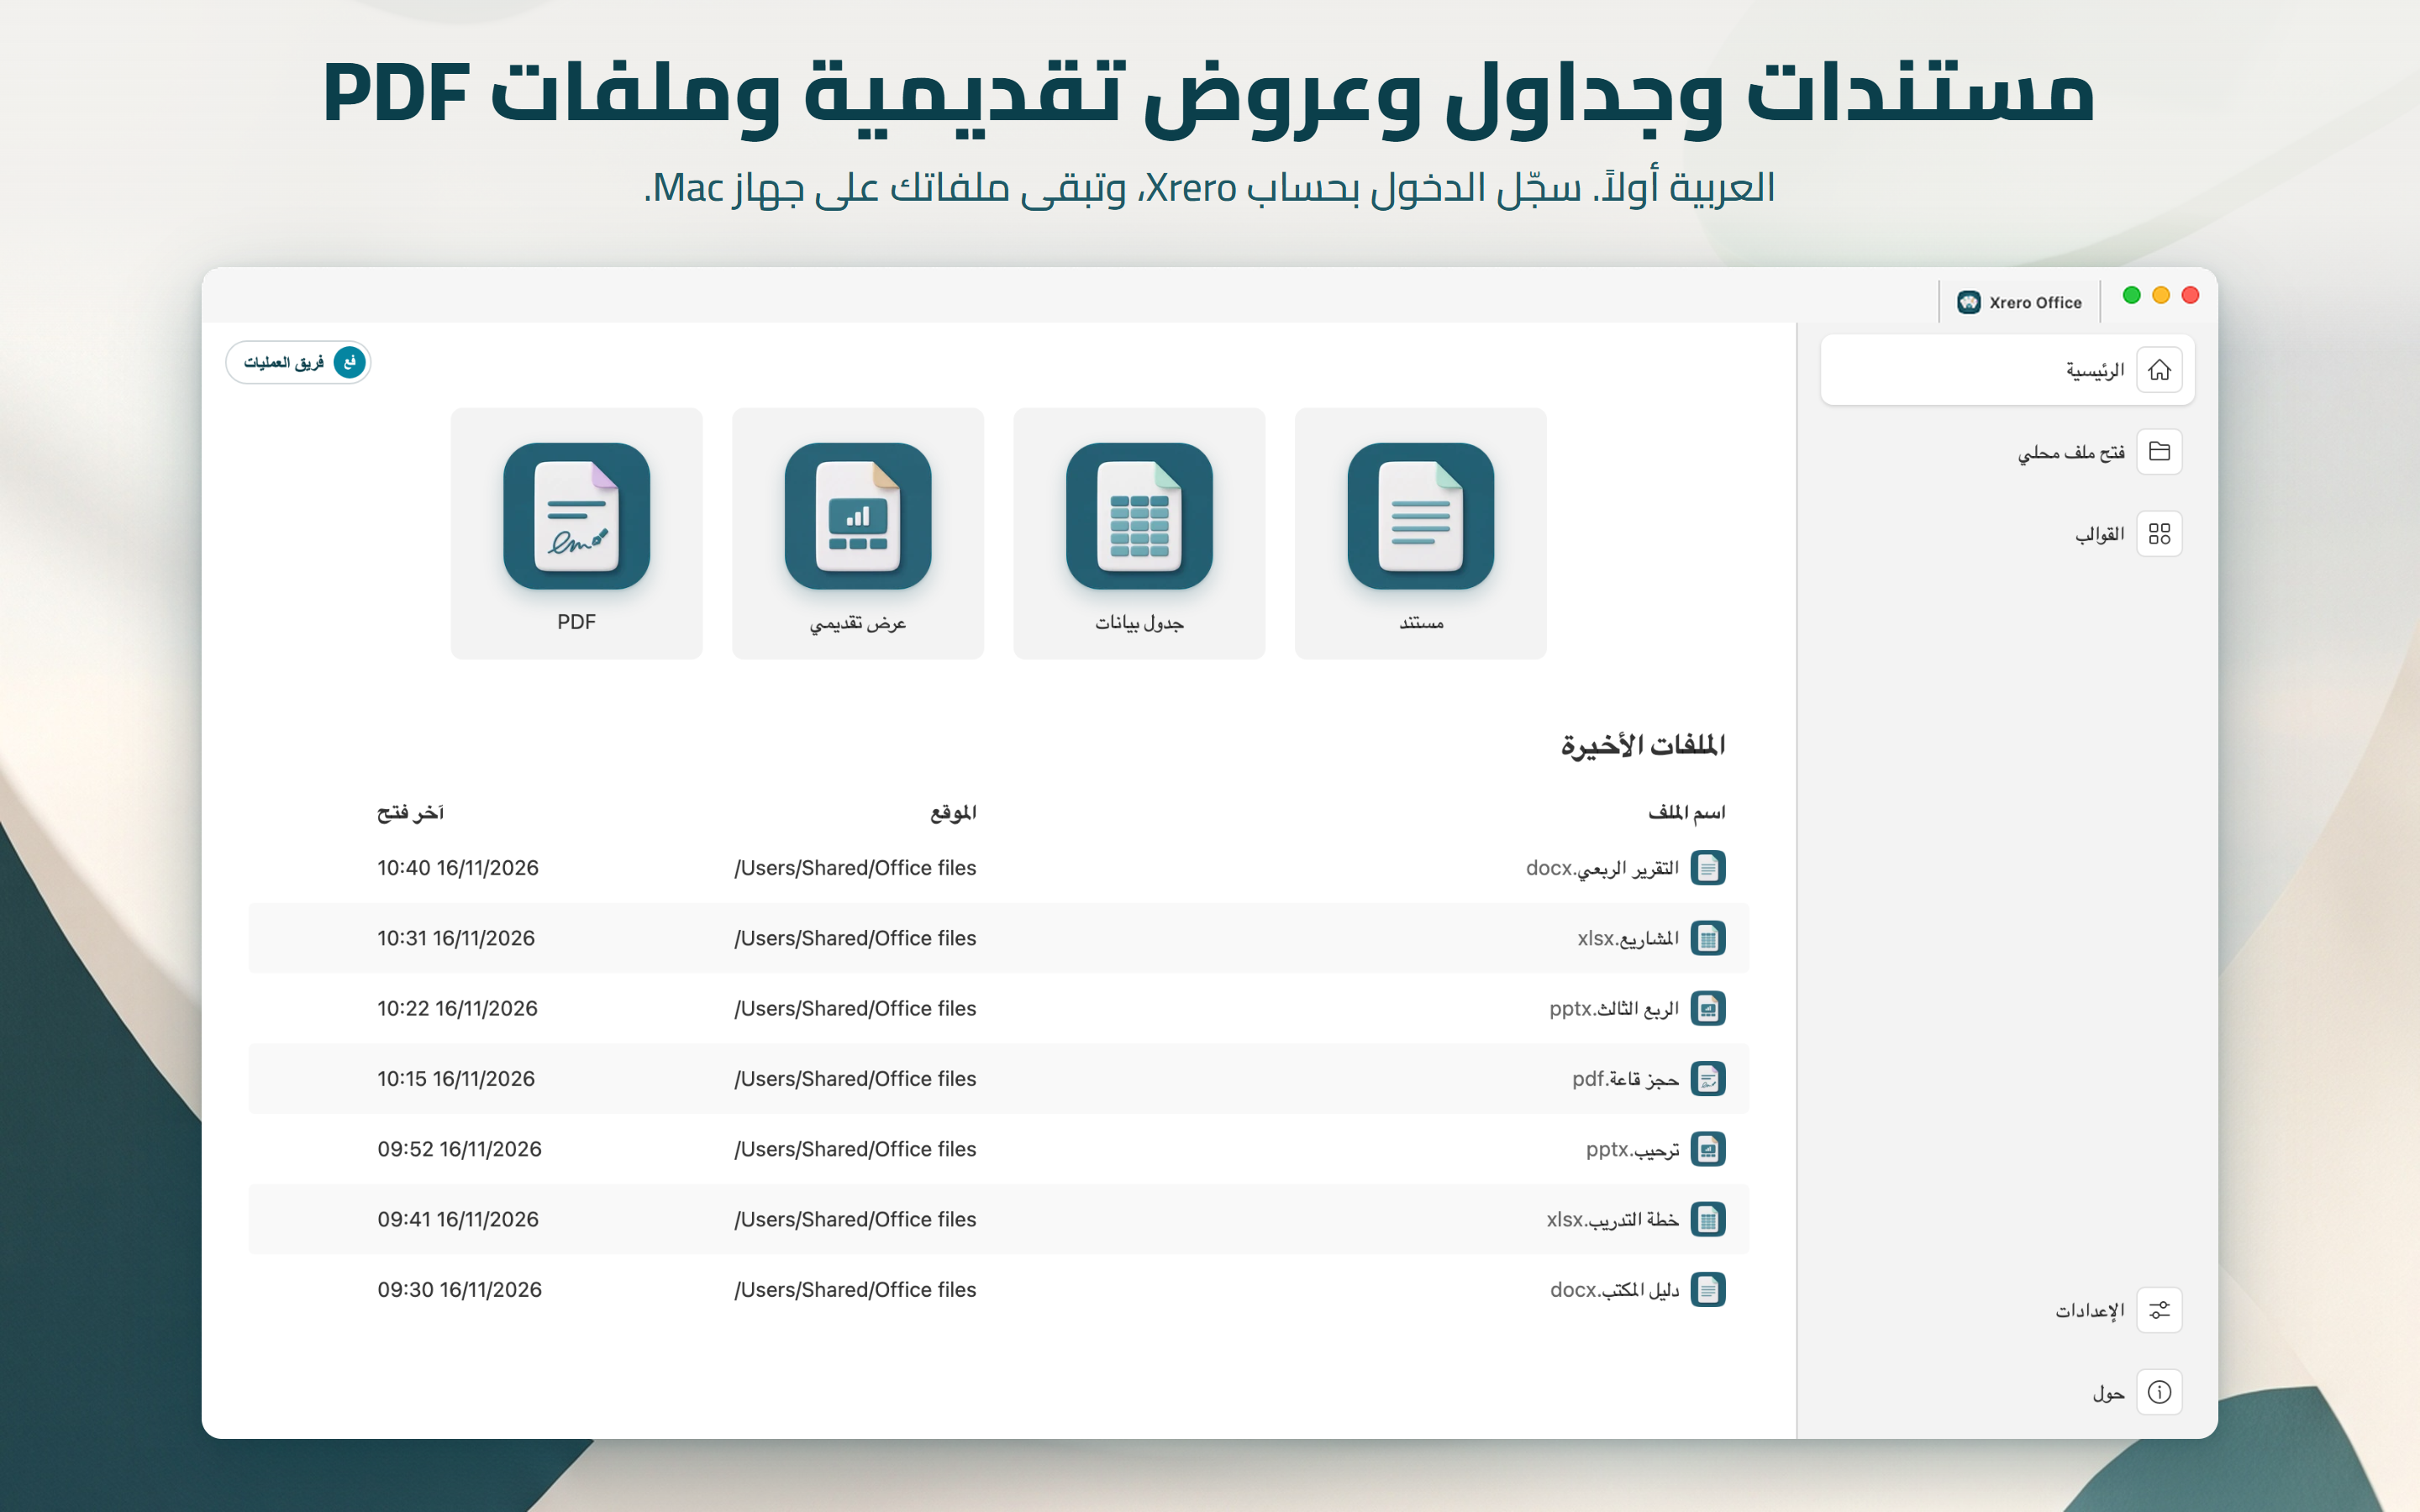 مستندات وجداول وعروض تقديمية وملفات PDF
العربية أولاً. سجّل الدخول بحساب Xrero، وتبقى ملفاتك على جهاز Mac.
Xrero Office
الرئيسية
فتح ملف محلي
القوالب
الإعدادات
حول
فع فريق العمليات
مستند
جدول بيانات
عرض تقديمي
PDF
الملفات الأخيرة
اسم الملف الموقع آخر فتح
التقرير الربعي.docx /Users/Shared/Office files 10:40 16/11/2026
المشاريع.xlsx /Users/Shared/Office files 10:31 16/11/2026
الربع الثالث.pptx /Users/Shared/Office files 10:22 16/11/2026
حجز قاعة.pdf /Users/Shared/Office files 10:15 16/11/2026
ترحيب.pptx /Users/Shared/Office files 09:52 16/11/2026
خطة التدريب.xlsx /Users/Shared/Office files 09:41 16/11/2026
دليل المكتب.docx /Users/Shared/Office files 09:30 16/11/2026